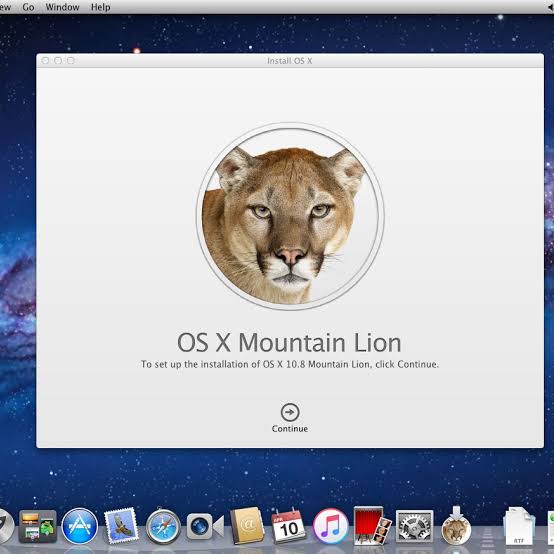 ew Go Window Help
Install OS X
OS X Mountain Lion
To set up the installation of OS X 10.8 Mountain Lion, click Continue.
Continue
APR
10
RTF